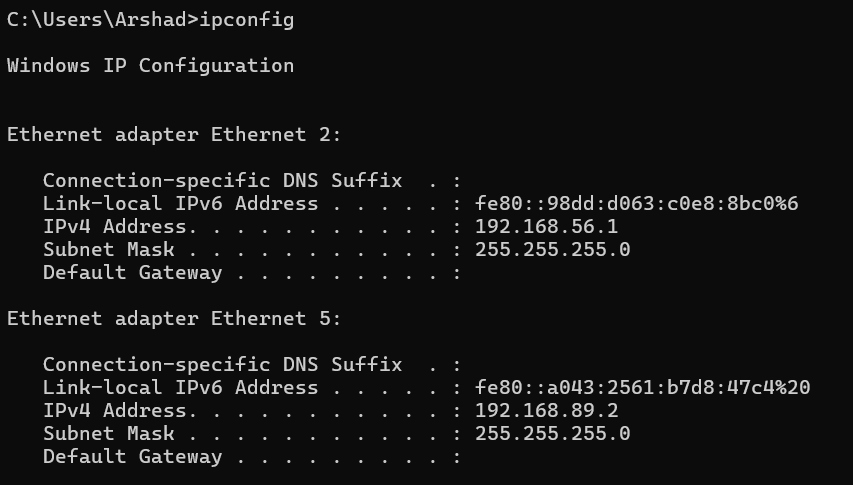 C:\Users\Arshad>ipconfig
Windows IP Configuration
Ethernet adapter Ethernet 2:
   Connection-specific DNS Suffix  . :
   Link-local IPv6 Address . . . . . : fe80::98dd:d063:c0e8:8bc0%6
   IPv4 Address. . . . . . . . . . . : 192.168.56.1
   Subnet Mask . . . . . . . . . . . : 255.255.255.0
   Default Gateway . . . . . . . . . :
Ethernet adapter Ethernet 5:
   Connection-specific DNS Suffix  . :
   Link-local IPv6 Address . . . . . : fe80::a043:2561:b7d8:47c4%20
   IPv4 Address. . . . . . . . . . . : 192.168.89.2
   Subnet Mask . . . . . . . . . . . : 255.255.255.0
   Default Gateway . . . . . . . . . :